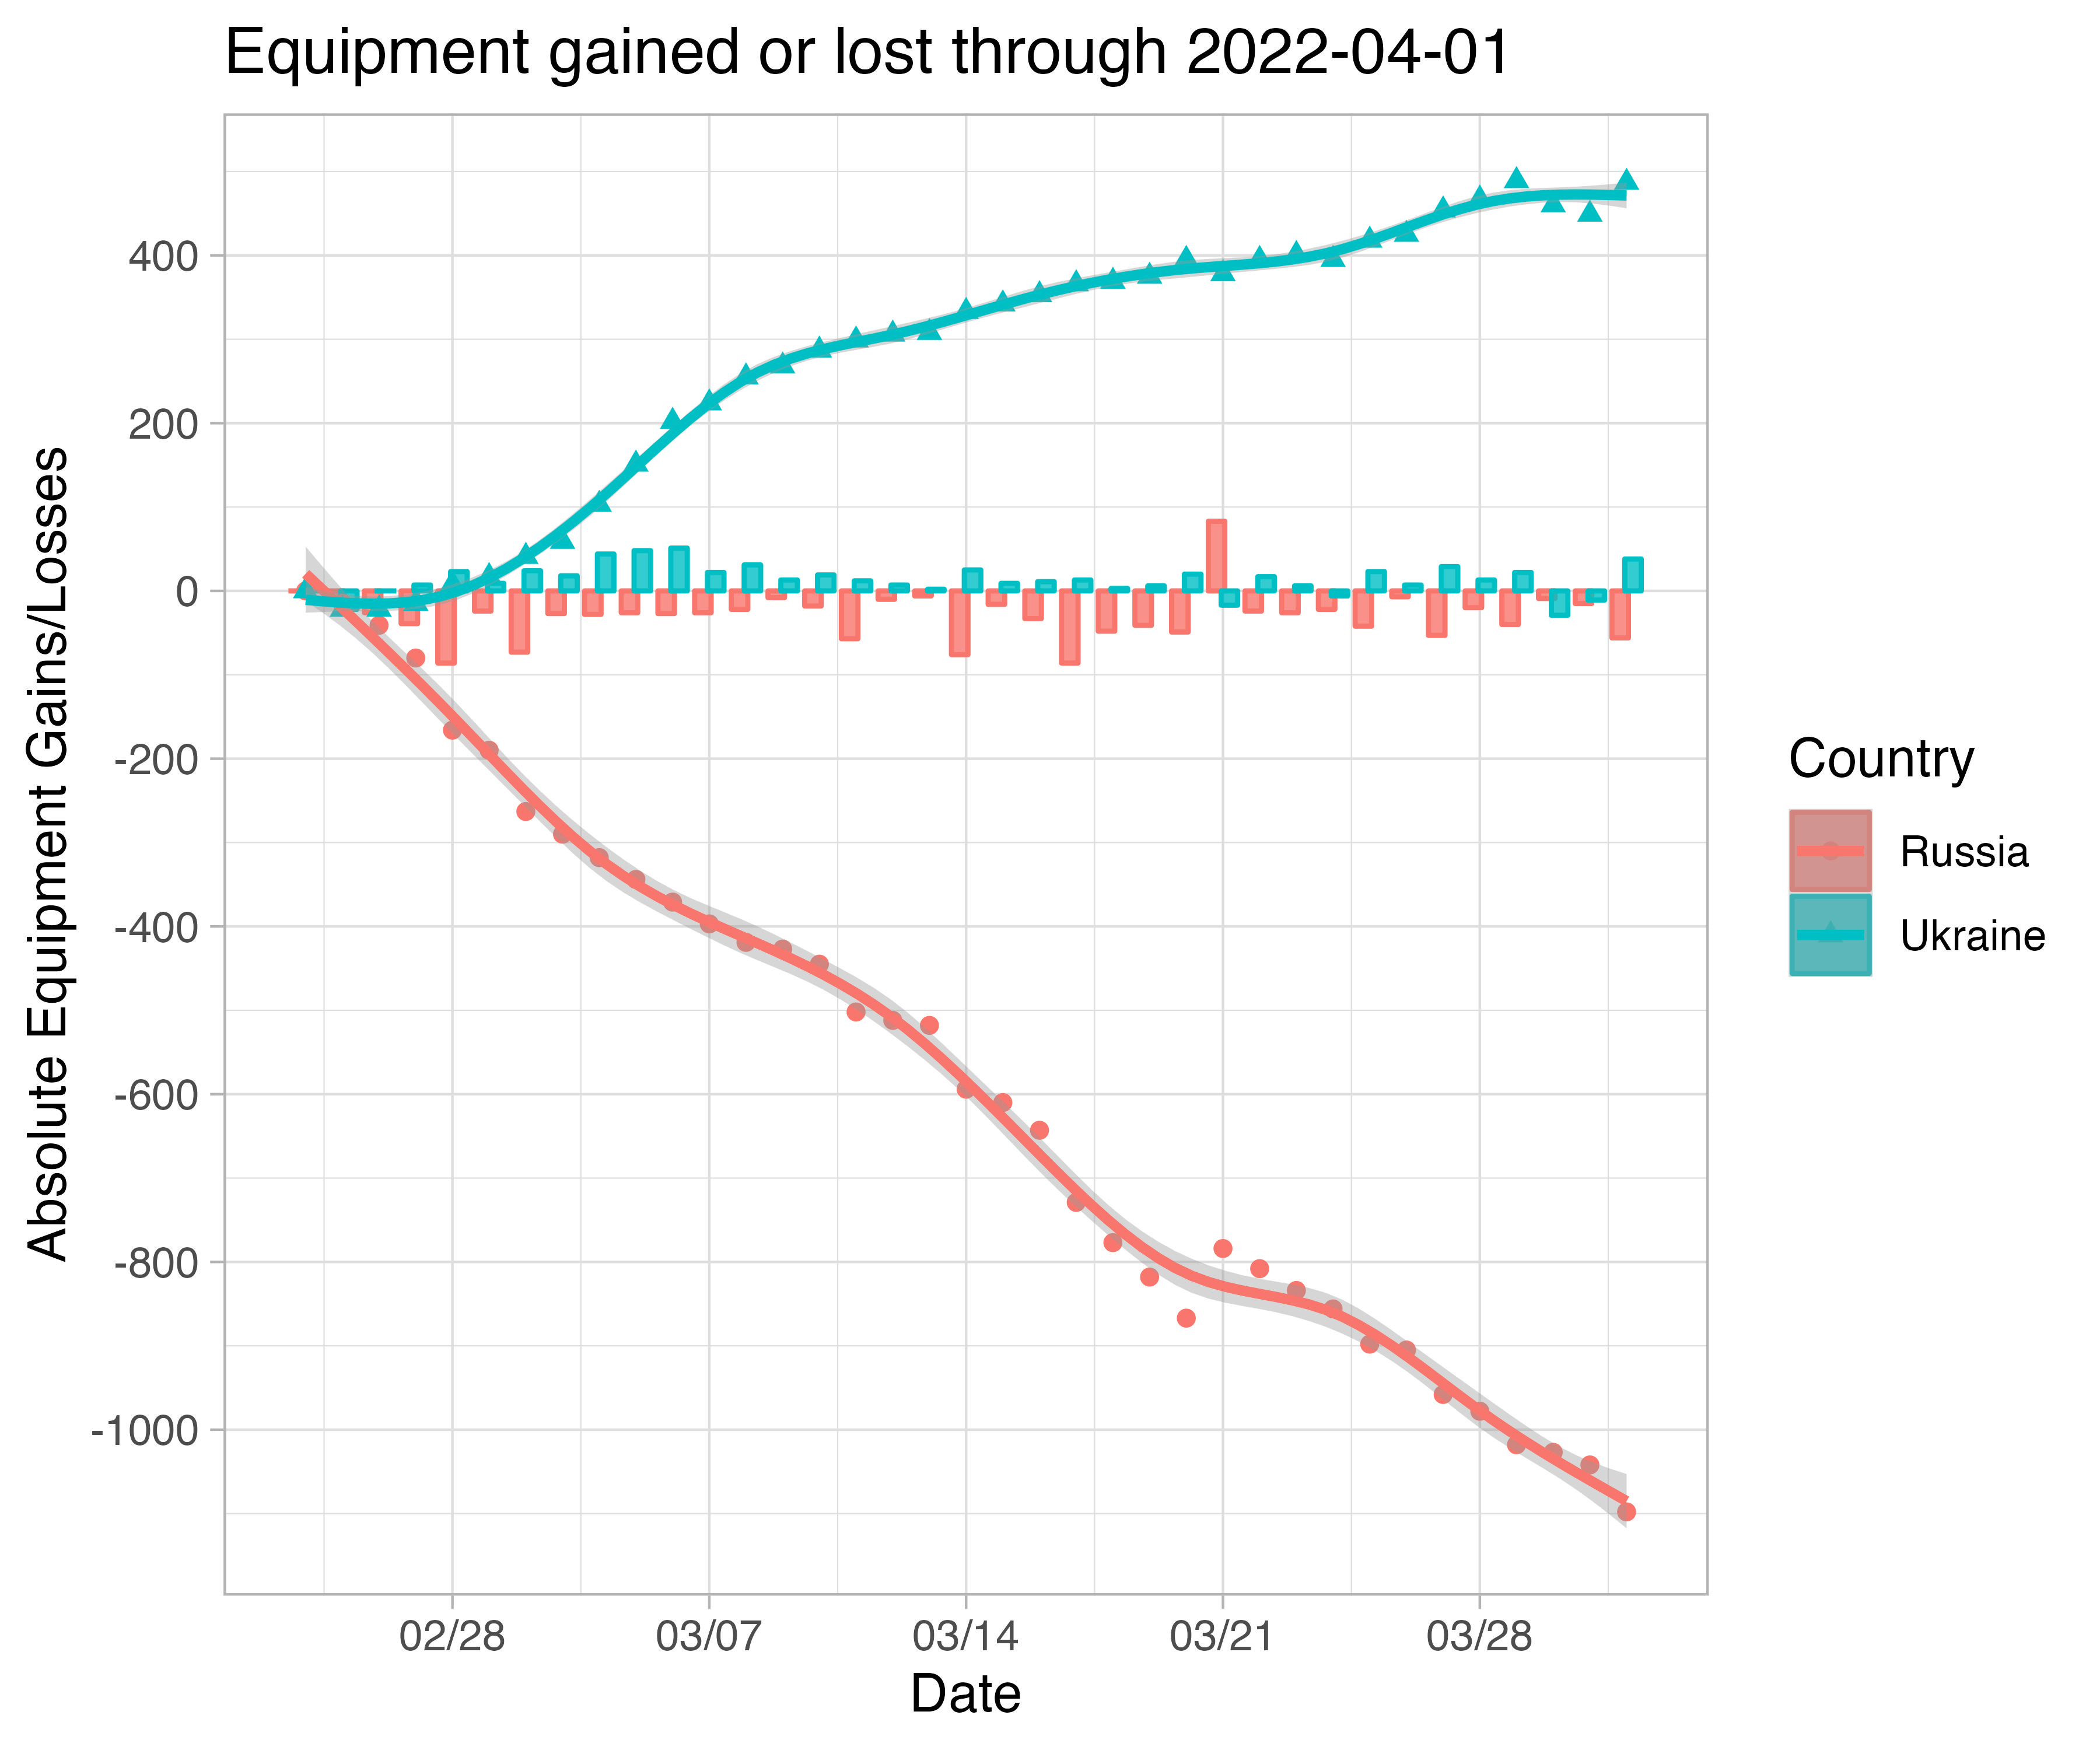 Equipment gained or lost through 2022-04-01
Absolute Equipment Gains/Losses
400
200
0
-200
-400
-600
-800
-1000
02/28
03/07
03/14
03/21
03/28
Date
Country
Russia
Ukraine